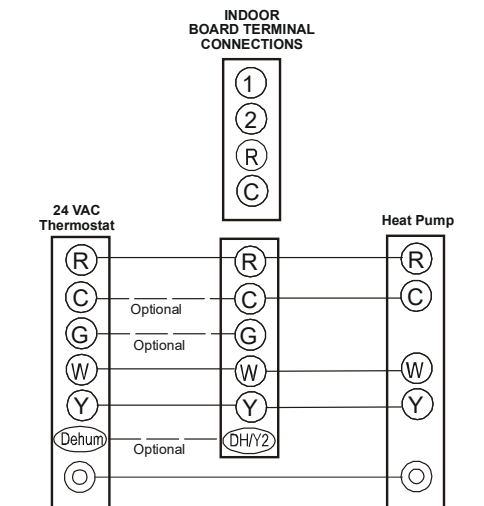 INDOOR
BOARD TERMINAL
CONNECTIONS
1
2
R
C
24 VAC
Thermostat
Heat Pump
R
R
R
C
Optional
C
C
G
Optional
G
W
W
W
Y
Y
Y
Dehum
Optional
DH/Y2